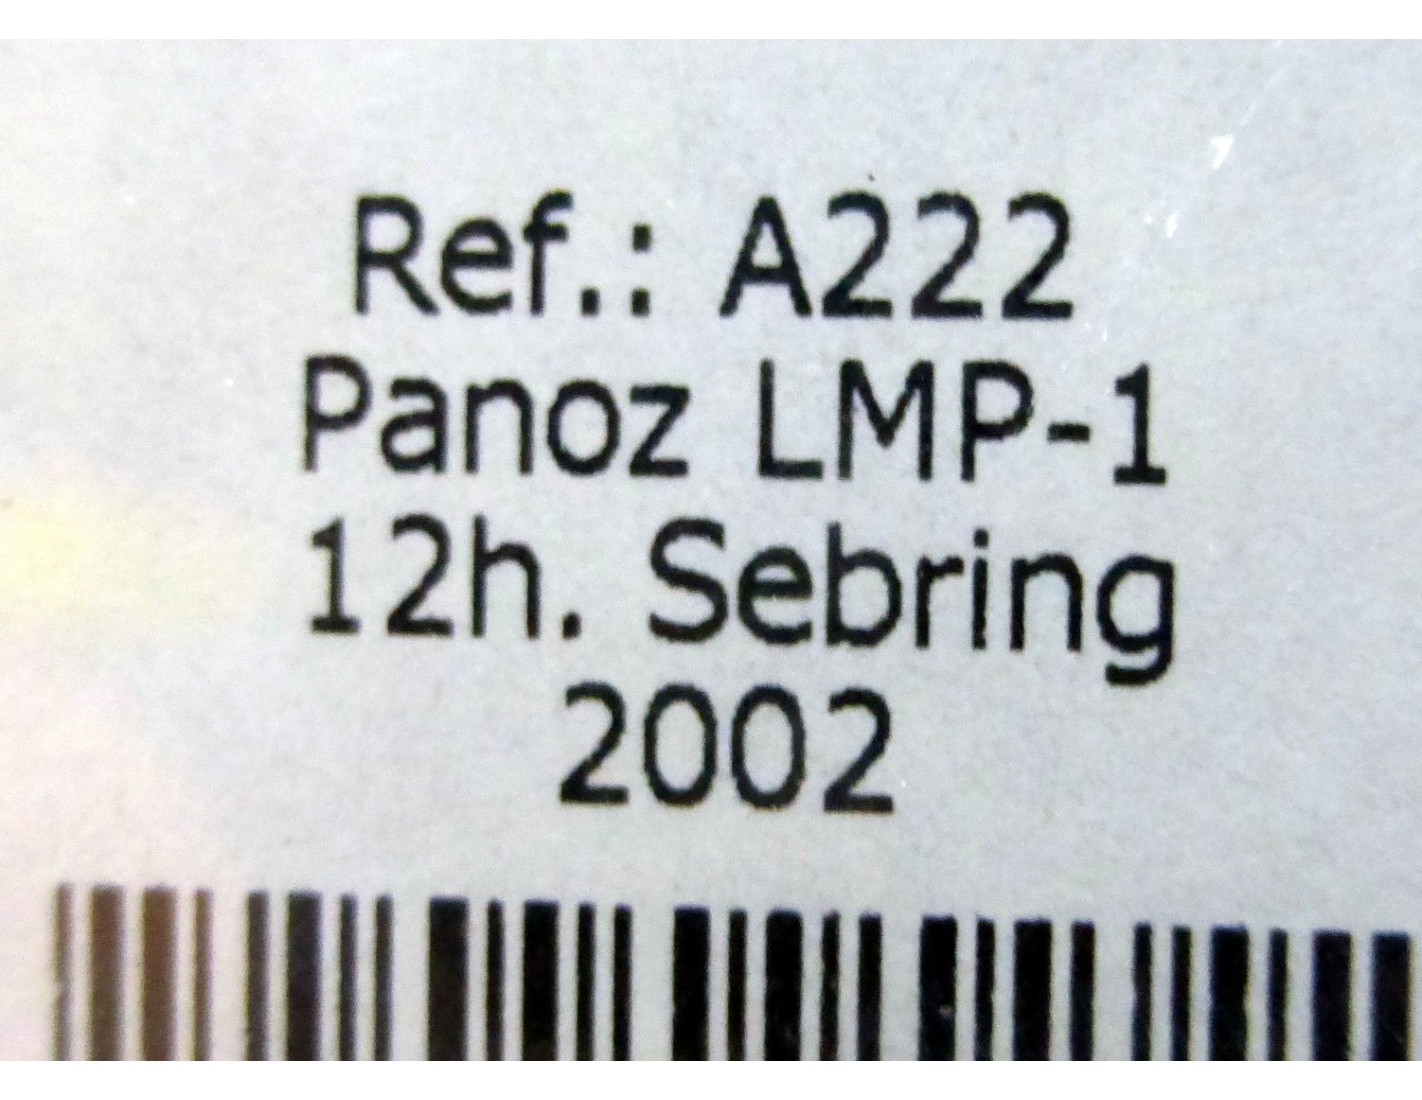 Ref.: A222
Panoz LMP-1
12h. Sebring
2002